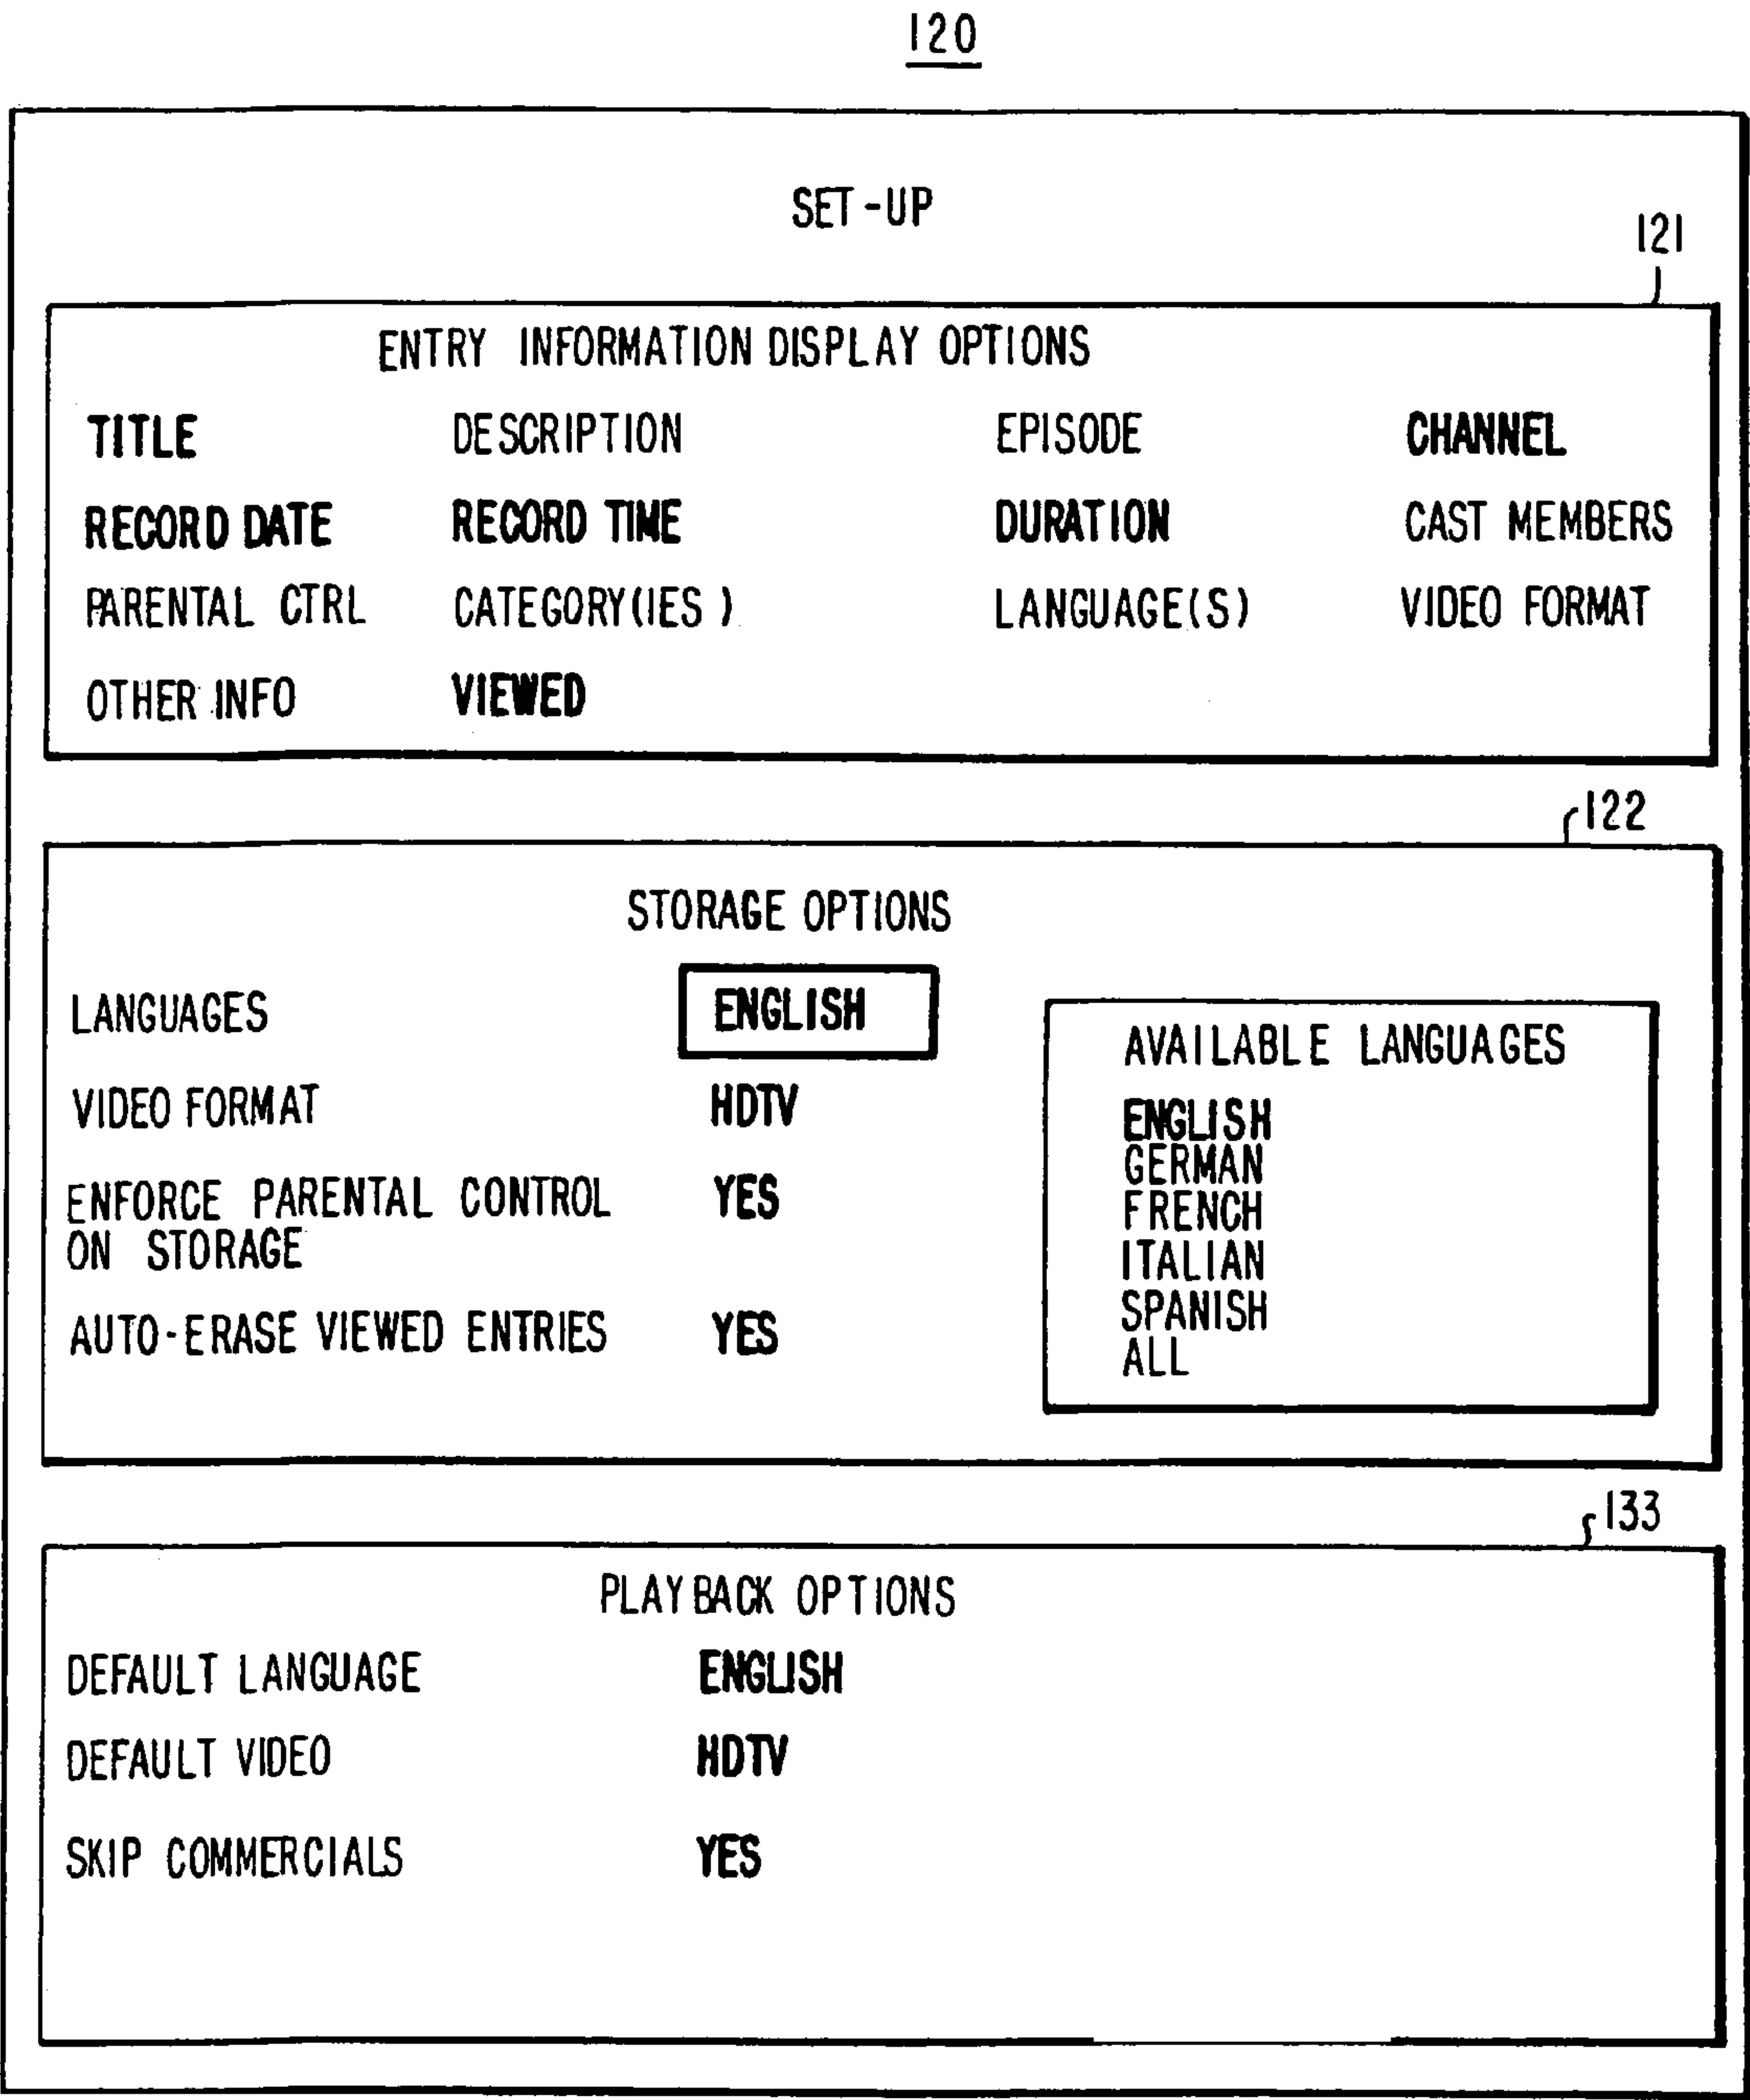 120
SET-UP
121
ENTRY INFORMATION DISPLAY OPTIONS
TITLE DESCRIPTION EPISODE CHANNEL
RECORD DATE RECORD TIME DURATION CAST MEMBERS
PARENTAL CTRL CATEGORY(IES) LANGUAGE(S) VIDEO FORMAT
OTHER INFO VIEWED
122
STORAGE OPTIONS
LANGUAGES ENGLISH
VIDEO FORMAT HDTV
ENFORCE PARENTAL CONTROL YES
ON STORAGE
AUTO-ERASE VIEWED ENTRIES YES
AVAILABLE LANGUAGES
ENGLISH
GERMAN
FRENCH
ITALIAN
SPANISH
ALL
133
PLAYBACK OPTIONS
DEFAULT LANGUAGE ENGLISH
DEFAULT VIDEO HDTV
SKIP COMMERCIALS YES